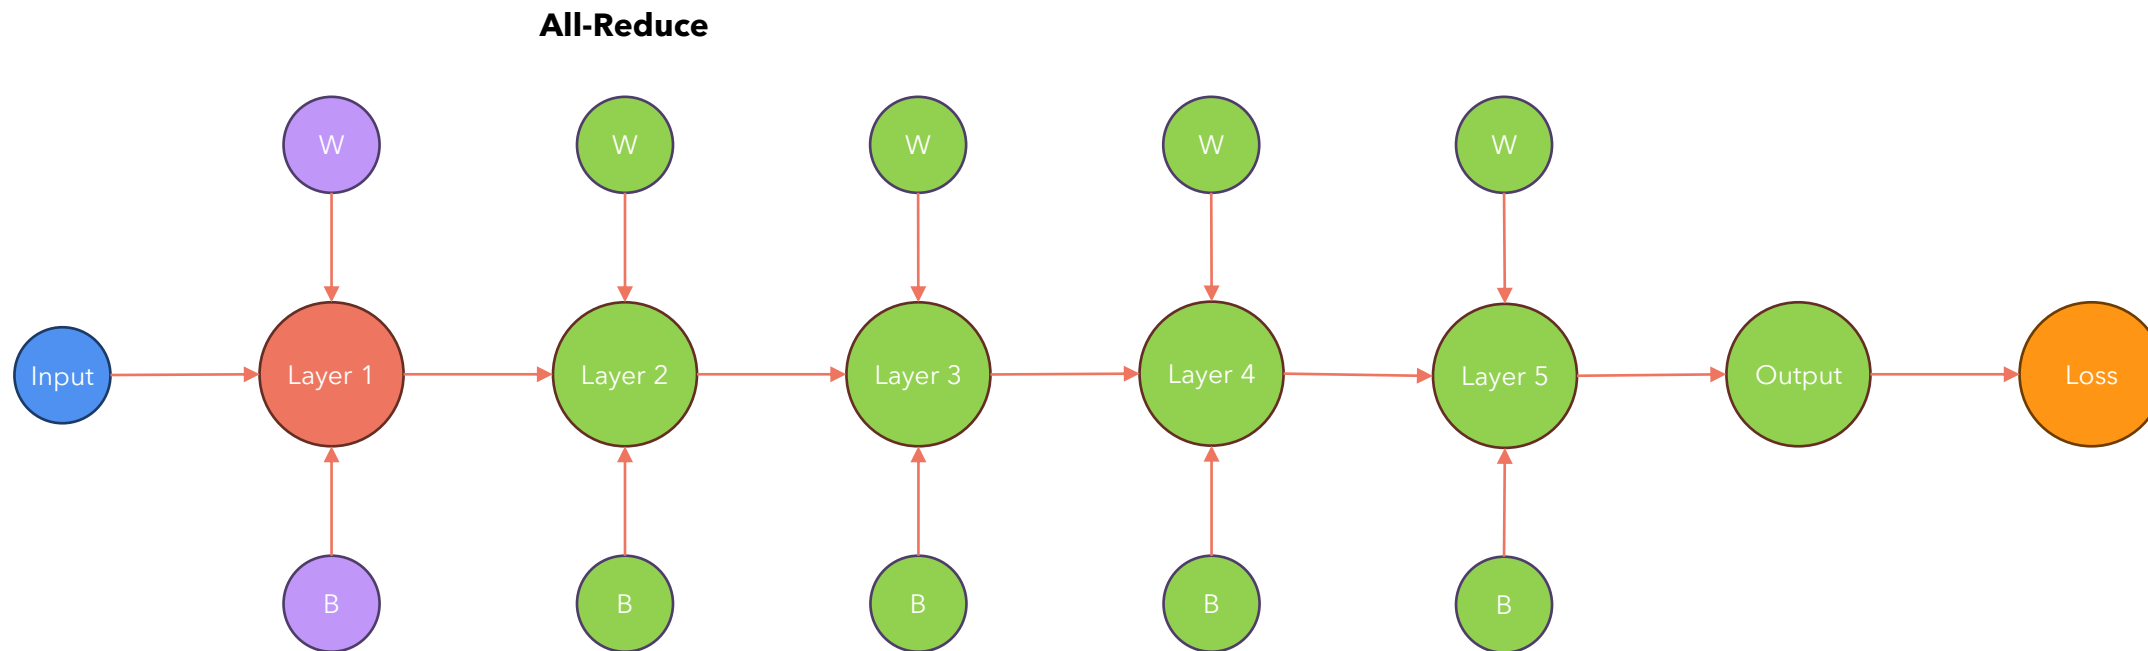 All-Reduce
W W W W W
Input Layer 1 Layer 2 Layer 3 Layer 4 Layer 5 Output Loss
B B B B B